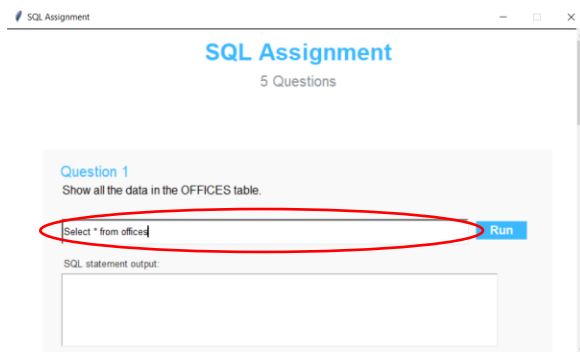 SQL Assignment
SQL Assignment
5 Questions
Question 1
Show all the data in the OFFICES table.
Select * from offices
Run
SQL statement output: